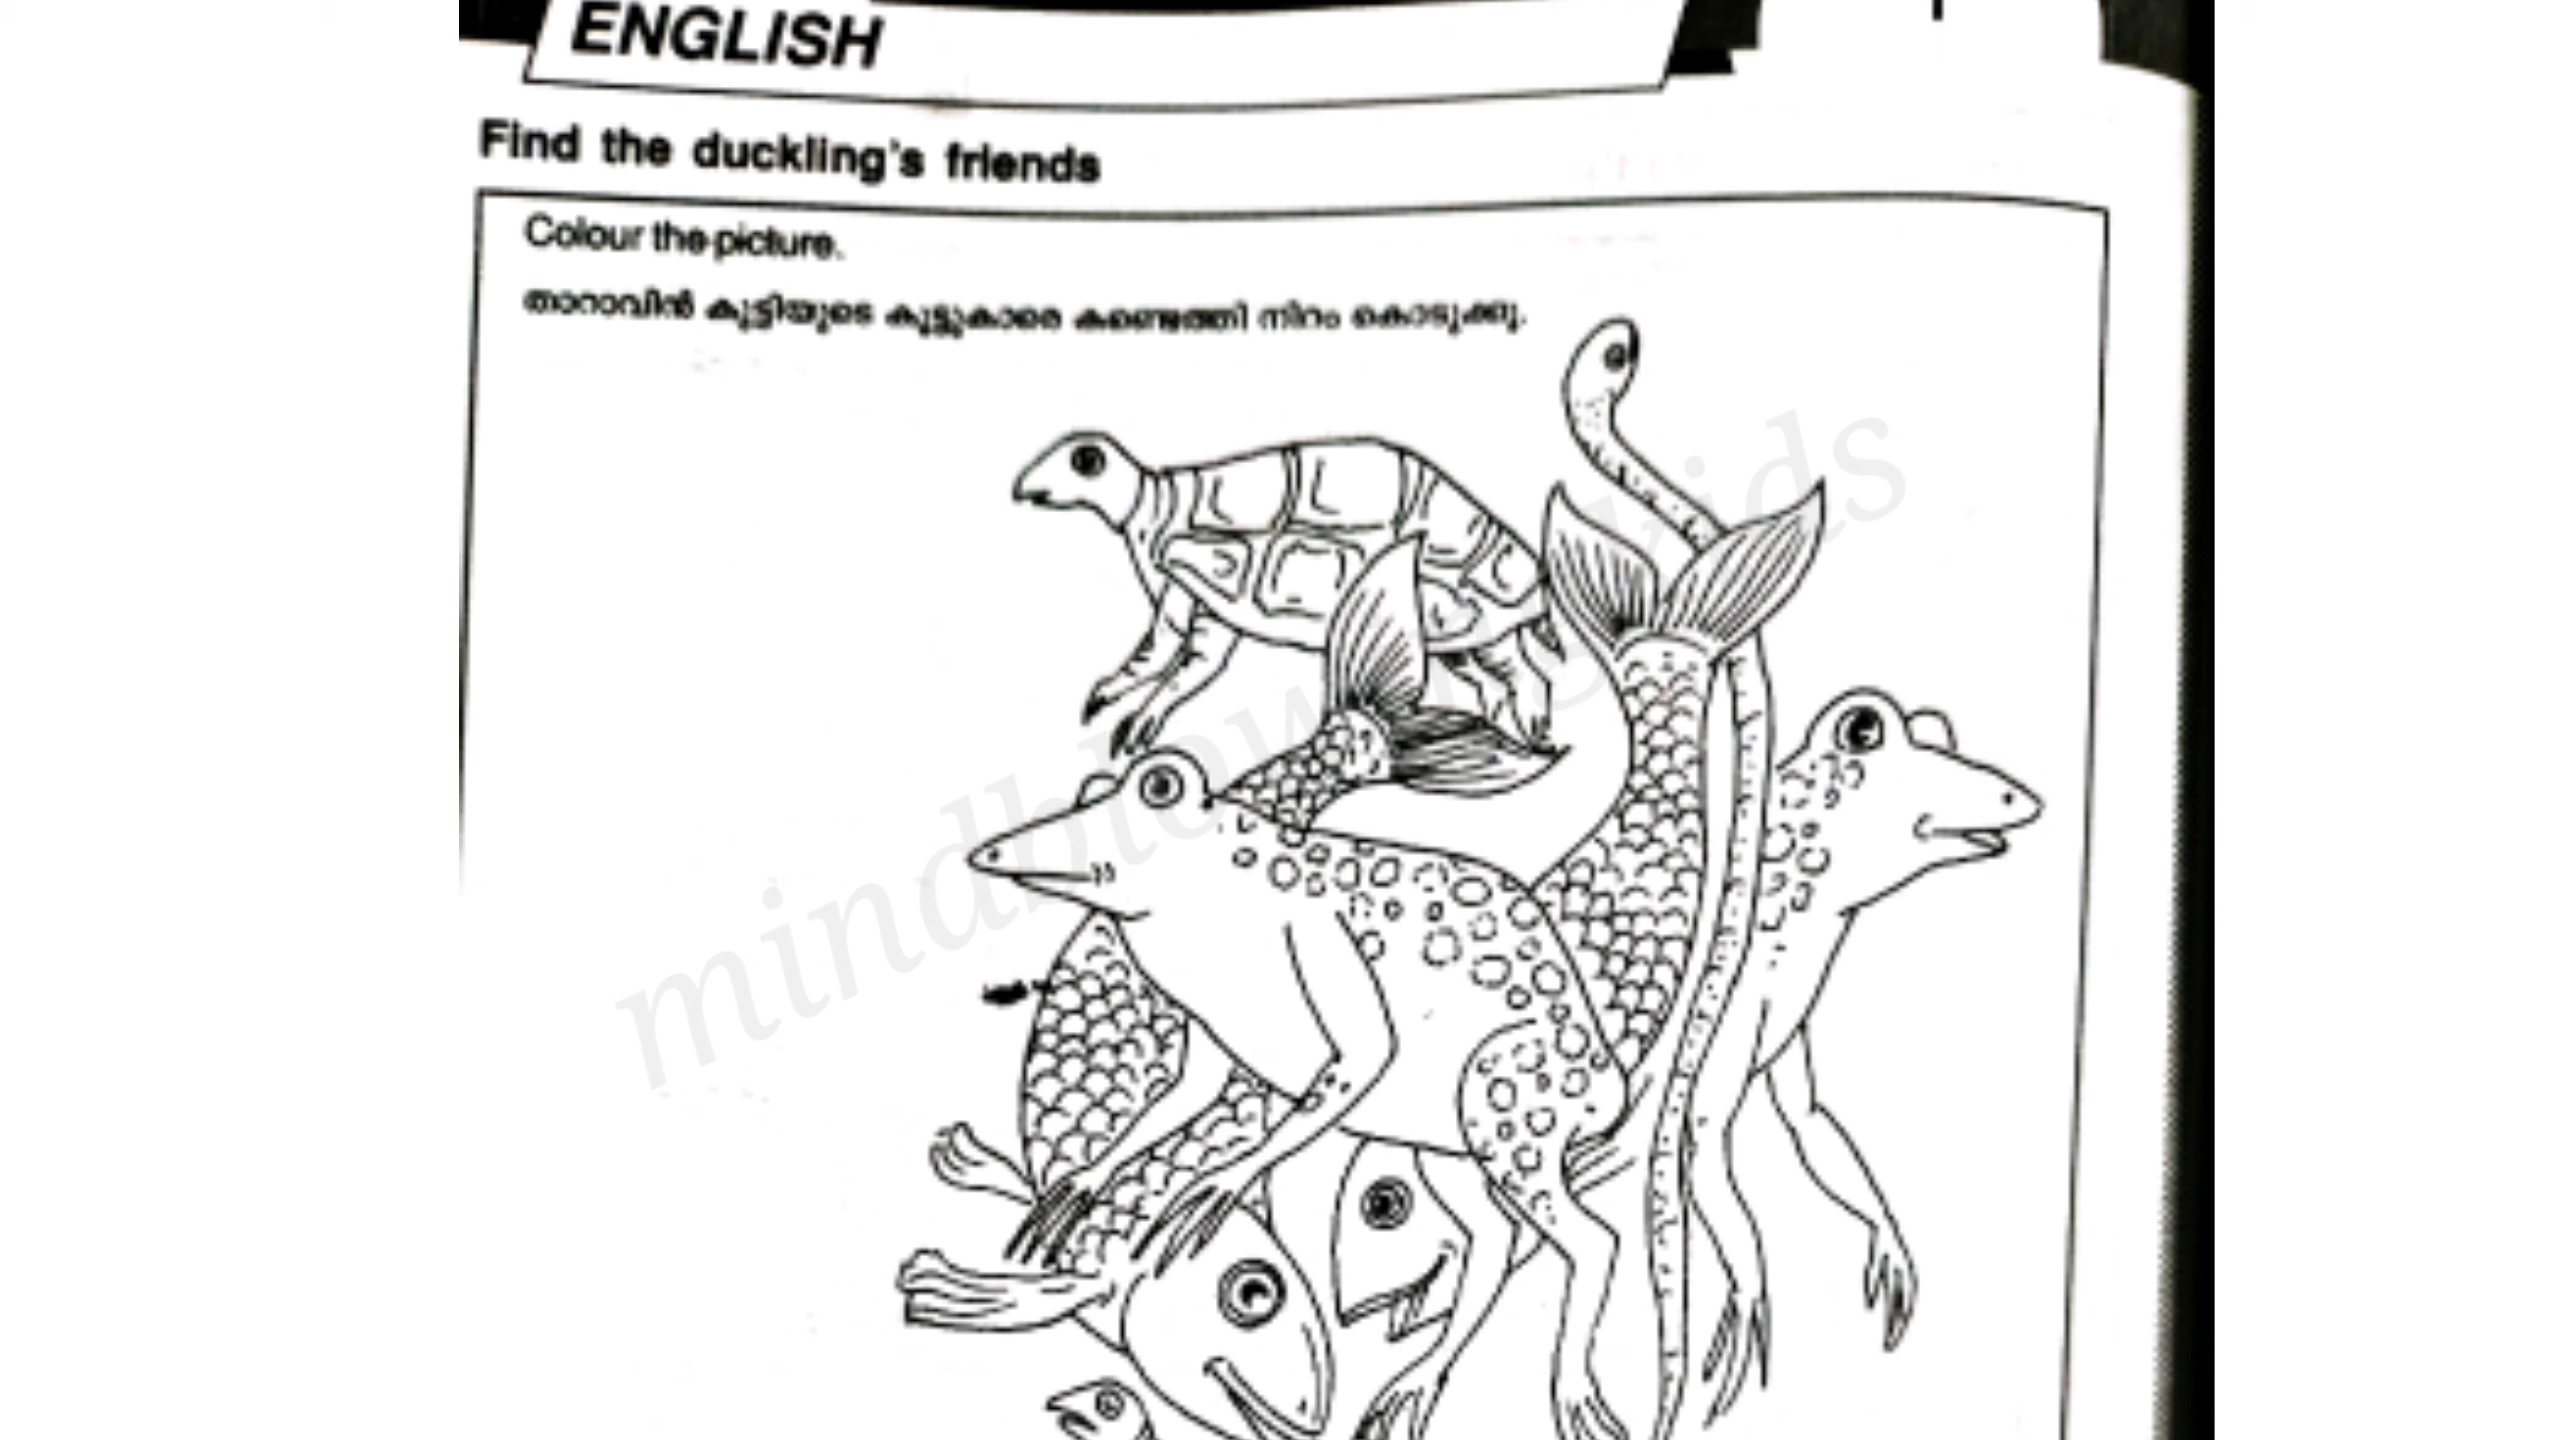 ENGLISH
Find the duckling's friends
Colour the picture.
താറാവിൻ കുട്ടിയുടെ കൂട്ടുകാരെ കണ്ടെത്തി നിറം കൊടുക്കൂ.